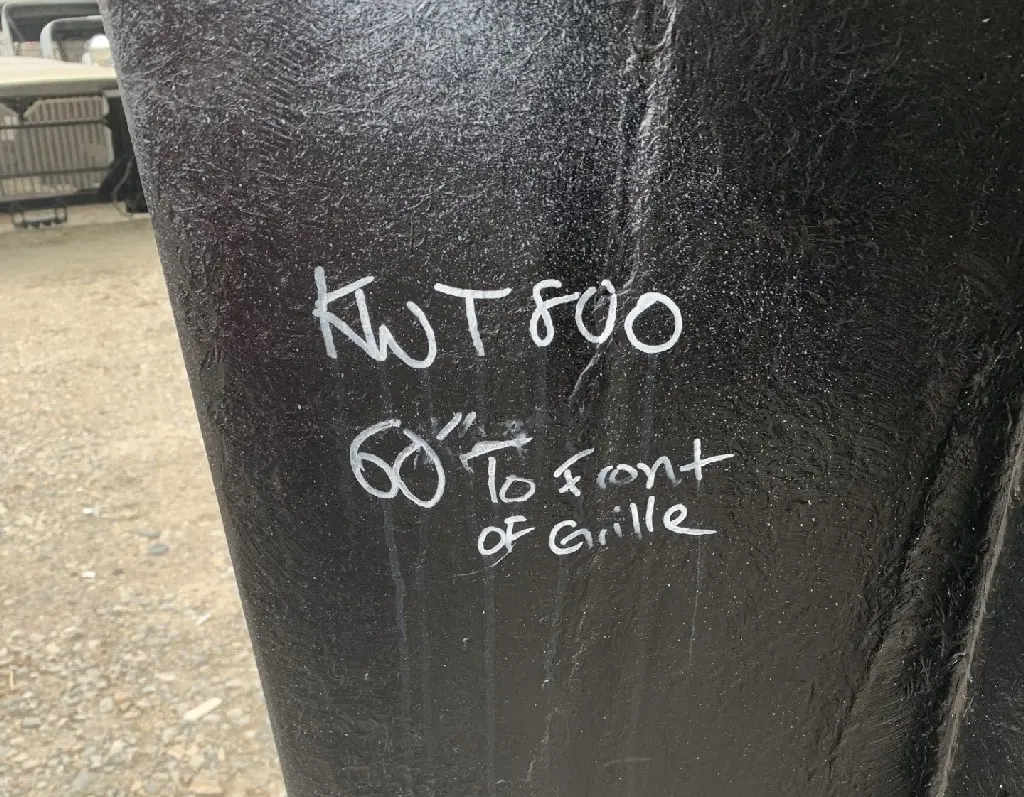 KWT800
60" To Front
OF Grille